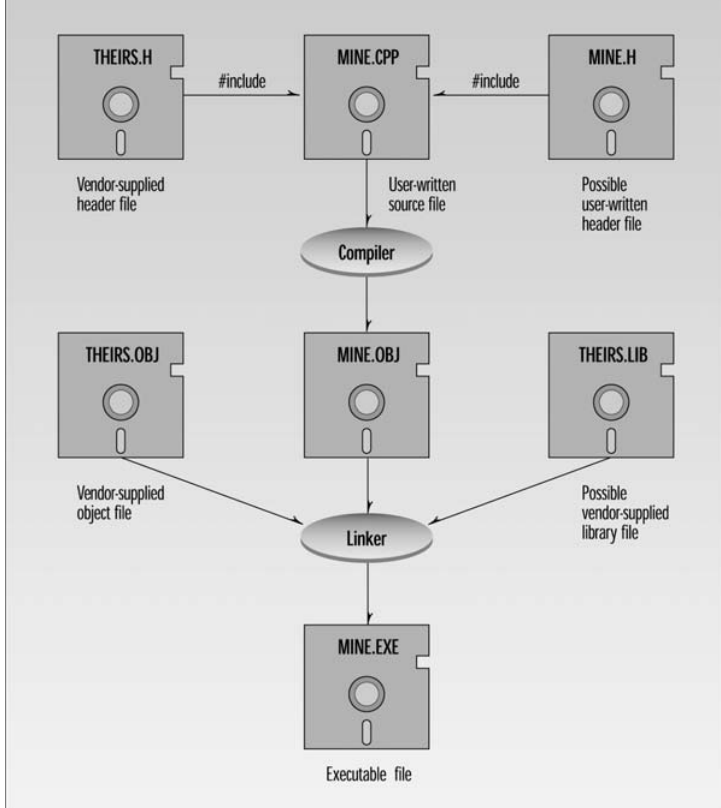 THEIRS.H
MINE.CPP
MINE.H
#include
#include
Vendor-supplied
header file
User-written
source file
Possible
user-written
header file
Compiler
THEIRS.OBJ
MINE.OBJ
THEIRS.LIB
Vendor-supplied
object file
Possible
vendor-supplied
library file
Linker
MINE.EXE
Executable file